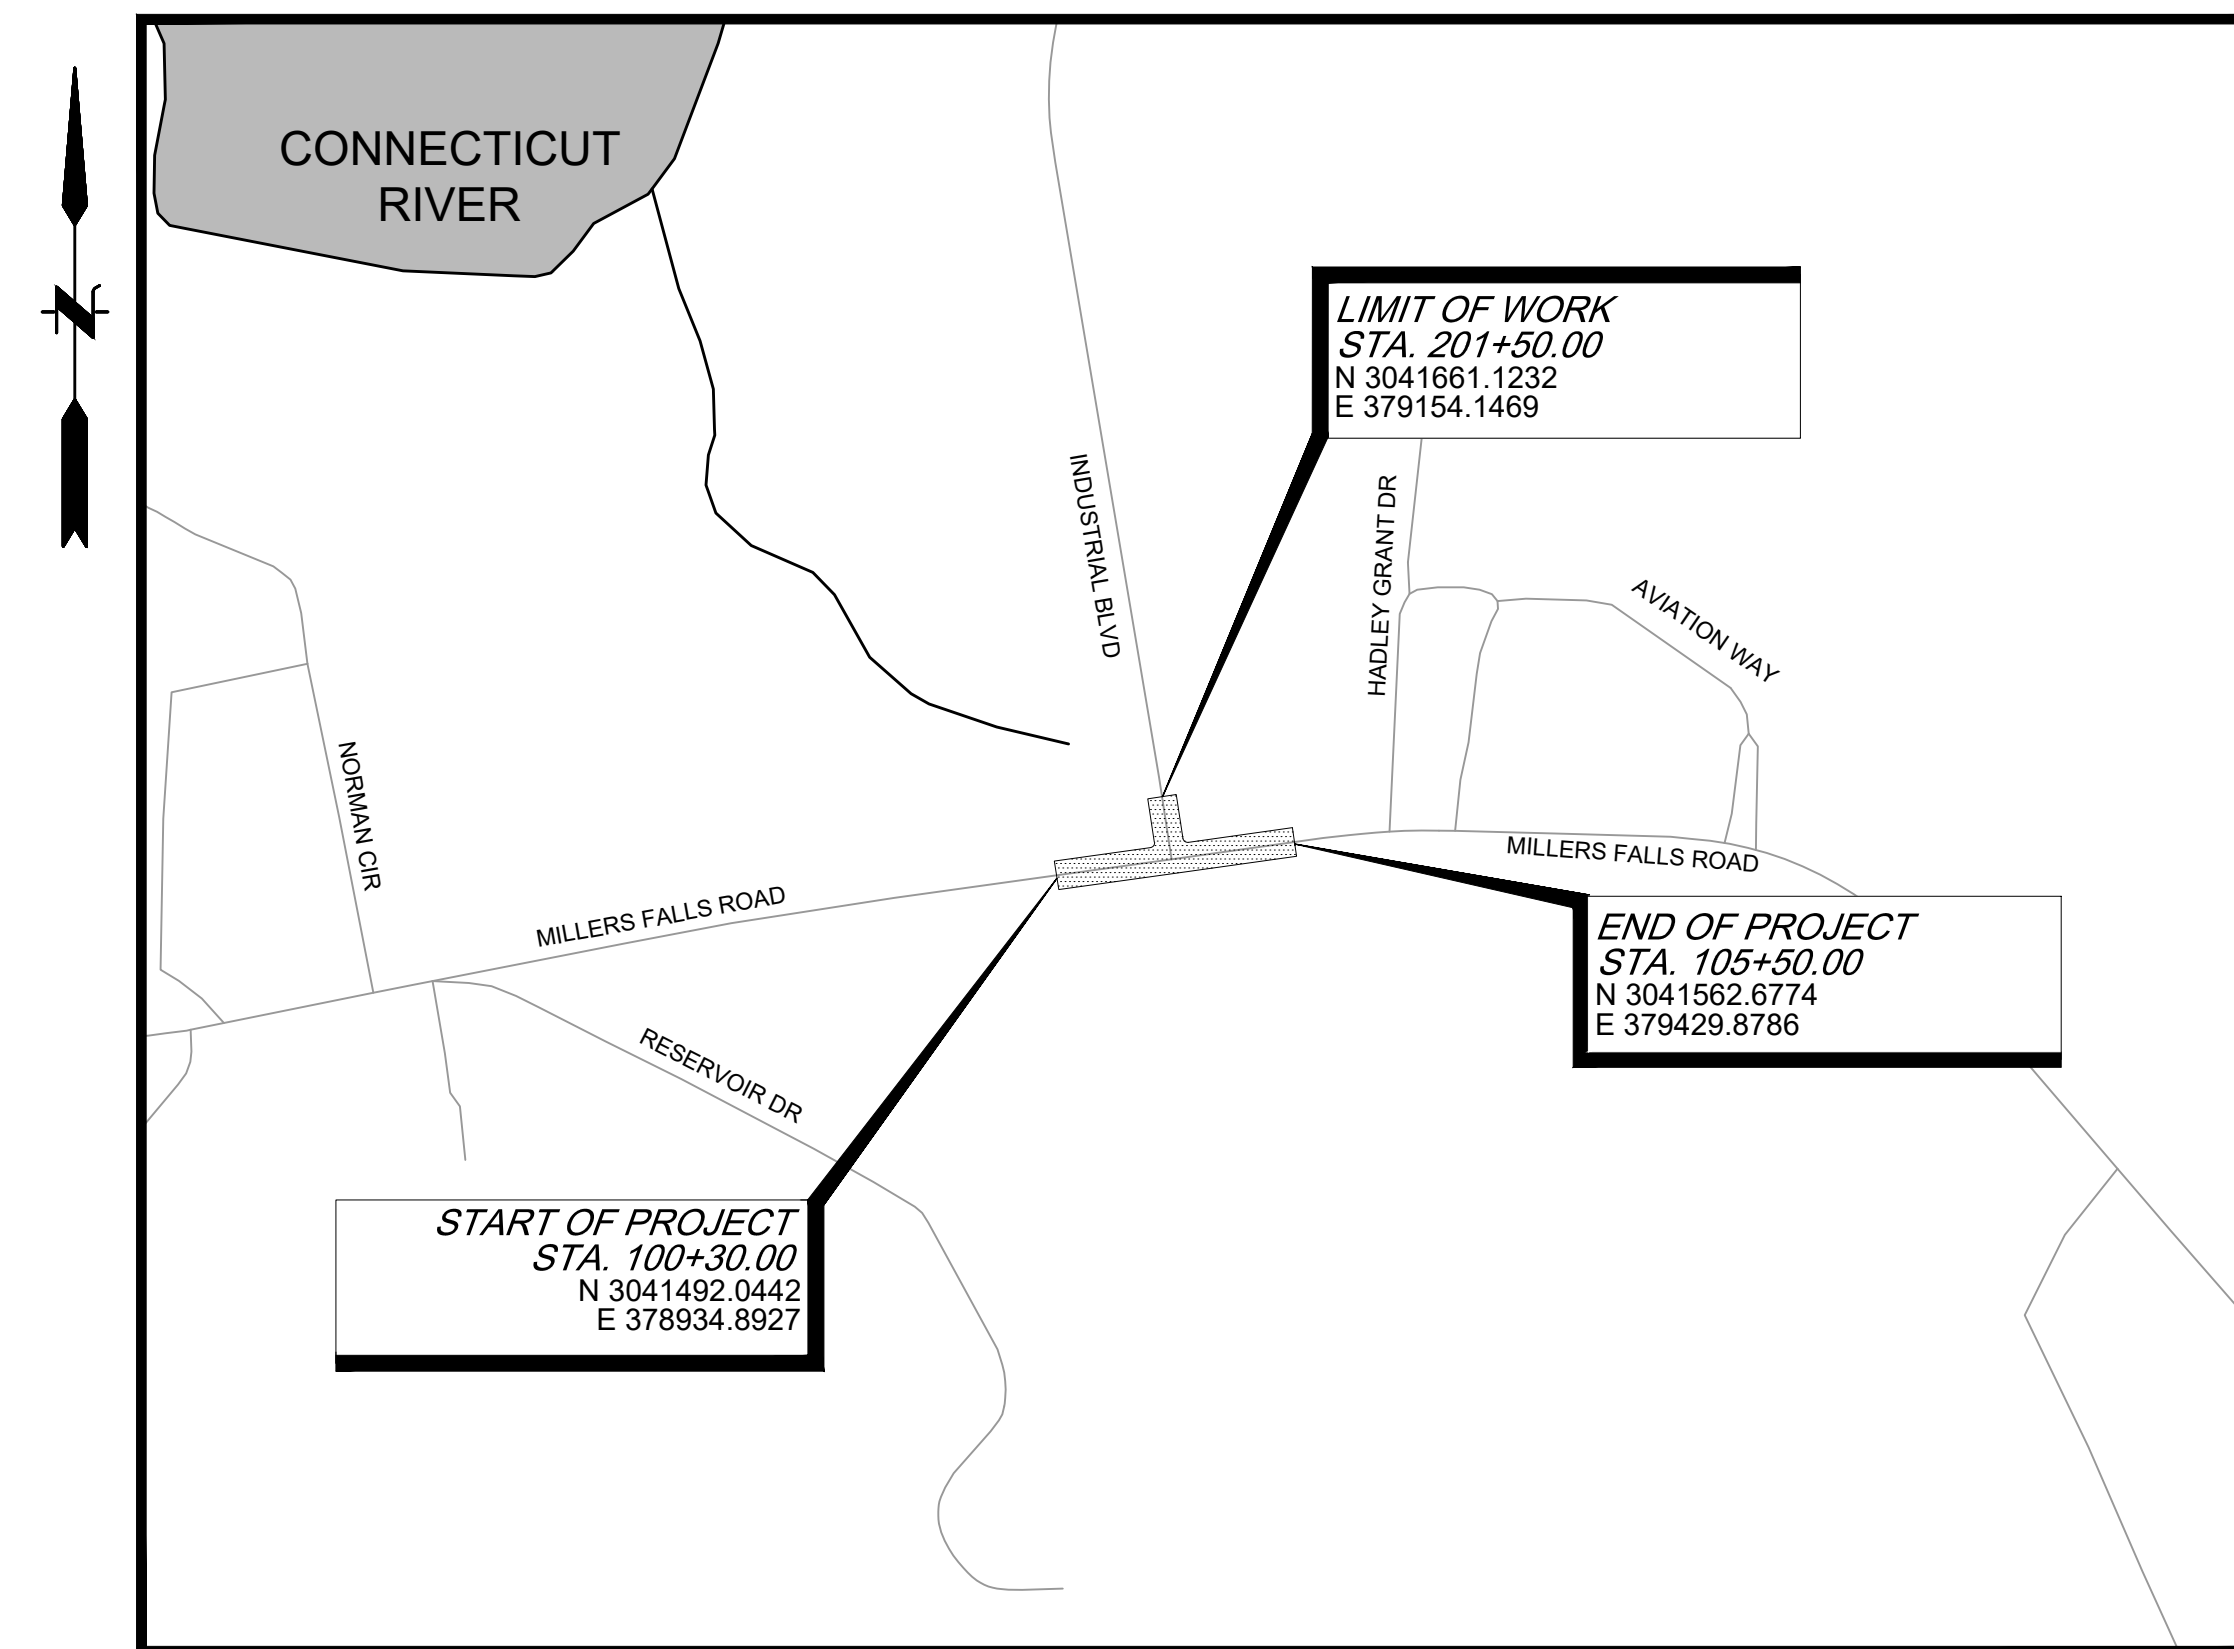 CONNECTICUT
RIVER
N
LIMIT OF WORK
STA. 201+50.00
N 3041661.1232
E 379154.1469
INDUSTRIAL BLVD
HADLEY GRANT DR
AVIATION WAY
NORMAN CIR
MILLERS FALLS ROAD
MILLERS FALLS ROAD
END OF PROJECT
STA. 105+50.00
N 3041562.6774
E 379429.8786
RESERVOIR DR
START OF PROJECT
STA. 100+30.00
N 3041492.0442
E 378934.8927